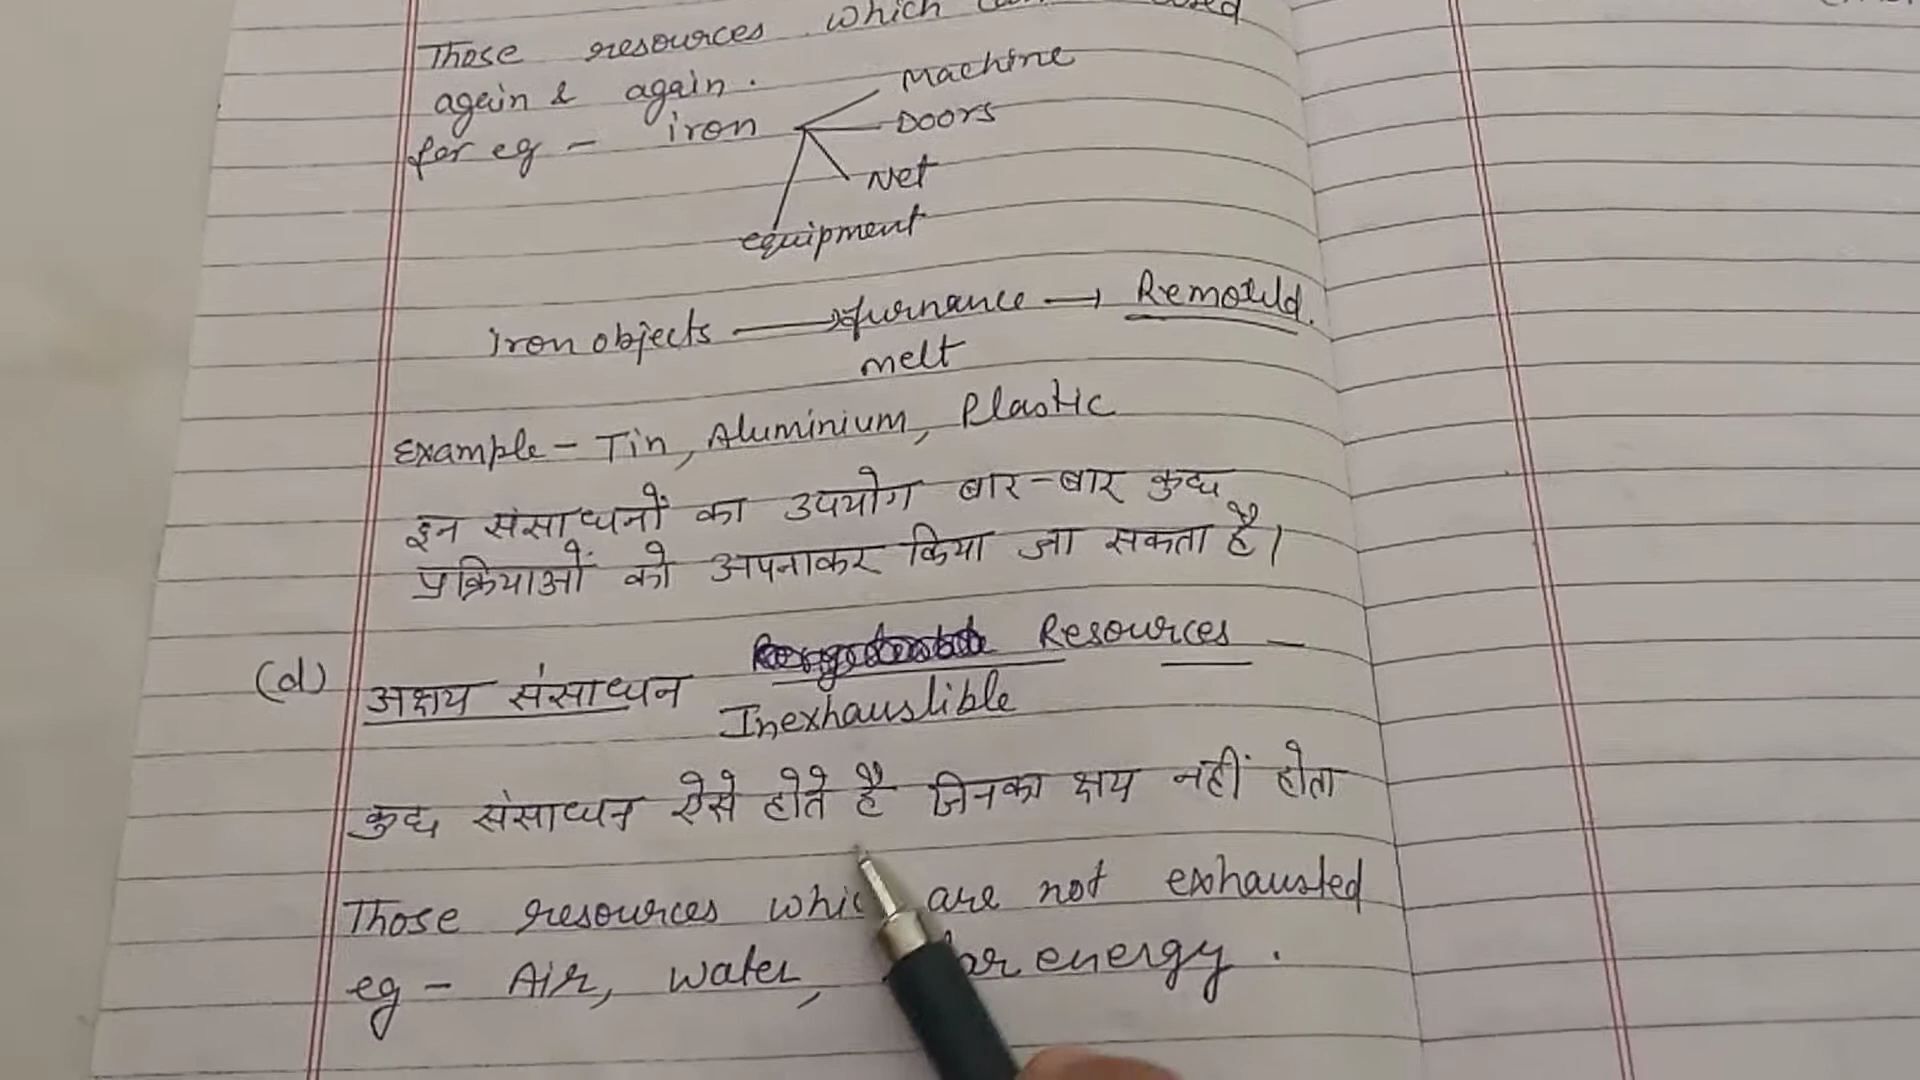 Those resources which
again & again.
for eg - iron
Machine
Doors
Net
equipment
iron objects → furnance → Remould.
melt
Example - Tin, Aluminium, Plastic
इन संसाधनों का उपयोग बार-बार कुछ
प्रक्रियाओं को अपनाकर किया जा सकता है।
(d) अक्षय संसाधन Resources -
Inexhaustible
कुछ संसाधन ऐसे होते है जिनका क्षय नहीं होता
Those resources are not exhausted
eg - Air, water, energy.